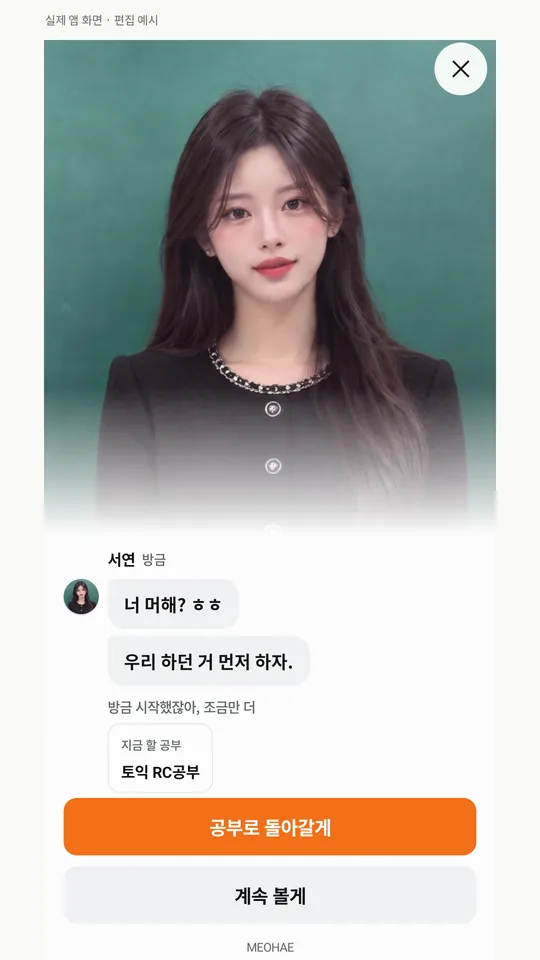 실제 앱 화면 · 편집 예시
서연 방금
너 머해? ㅎㅎ
우리 하던 거 먼저 하자.
방금 시작했잖아, 조금만 더
지금 할 공부
토익 RC공부
공부로 돌아갈게
계속 볼게
MEOHAE